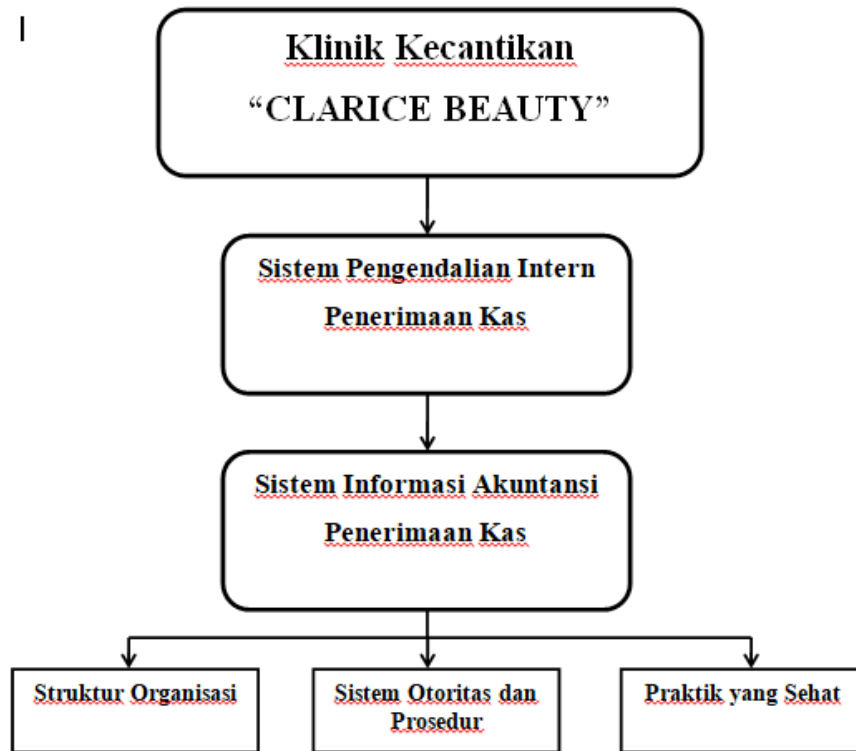 Klinik Kecantikan
“CLARICE BEAUTY”
Sistem Pengendalian Intern
Penerimaan Kas
Sistem Informasi Akuntansi
Penerimaan Kas
Struktur Organisasi
Sistem Otoritas dan
Prosedur
Praktik yang Sehat